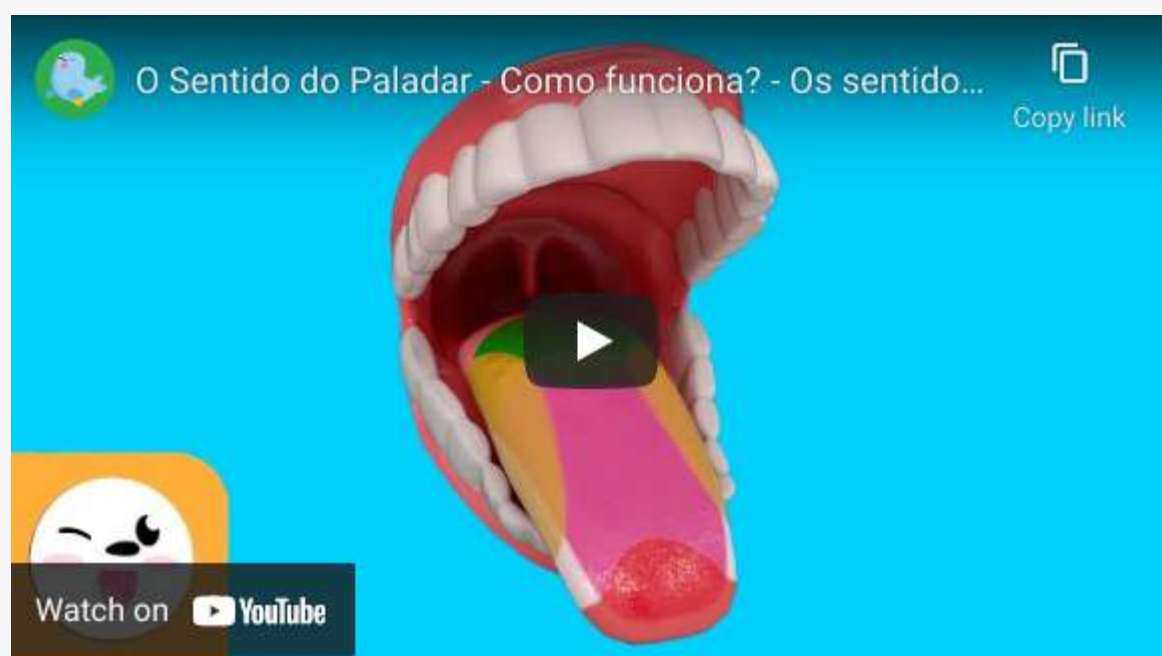 O Sentido do Paladar - Como funciona? - Os sentido...
Copy link
Watch on YouTube